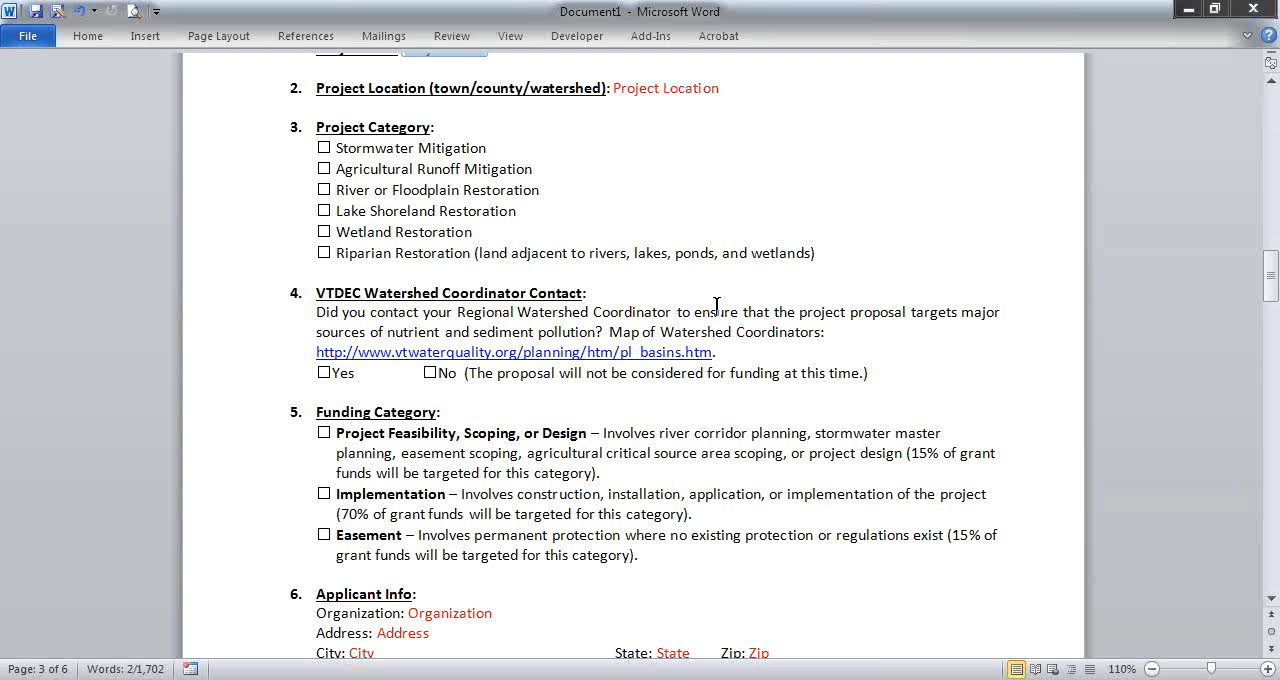 Document1 - Microsoft Word
File Home Insert Page Layout References Mailings Review View Developer Add-Ins Acrobat
2. Project Location (town/county/watershed): Project Location
3. Project Category:
☐ Stormwater Mitigation
☐ Agricultural Runoff Mitigation
☐ River or Floodplain Restoration
☐ Lake Shoreland Restoration
☐ Wetland Restoration
☐ Riparian Restoration (land adjacent to rivers, lakes, ponds, and wetlands)
4. VTDEC Watershed Coordinator Contact:
Did you contact your Regional Watershed Coordinator to ensure that the project proposal targets major
sources of nutrient and sediment pollution? Map of Watershed Coordinators:
http://www.vtwaterquality.org/planning/htm/pl_basins.htm.
☐Yes ☐No (The proposal will not be considered for funding at this time.)
5. Funding Category:
☐ Project Feasibility, Scoping, or Design – Involves river corridor planning, stormwater master
planning, easement scoping, agricultural critical source area scoping, or project design (15% of grant
funds will be targeted for this category).
☐ Implementation – Involves construction, installation, application, or implementation of the project
(70% of grant funds will be targeted for this category).
☐ Easement – Involves permanent protection where no existing protection or regulations exist (15% of
grant funds will be targeted for this category).
6. Applicant Info:
Organization: Organization
Address: Address
City: City State: State Zip: Zip
Page: 3 of 6 Words: 2/1,702 110%